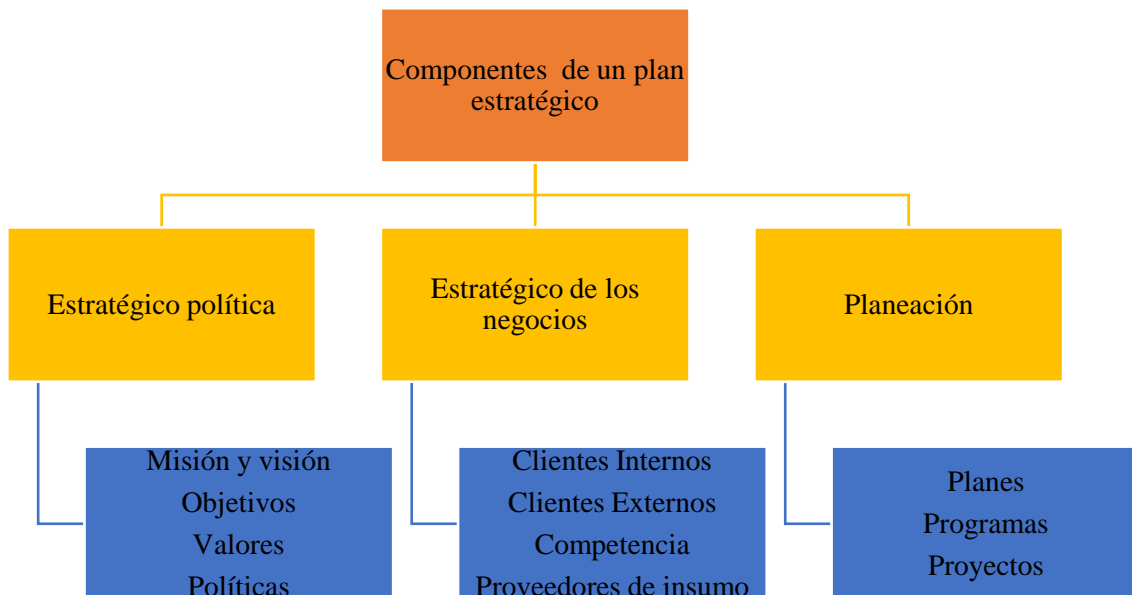 Componentes de un plan
estratégico
Estratégico política
Estratégico de los
negocios
Planeación
Misión y visión
Objetivos
Valores
Políticas
Clientes Internos
Clientes Externos
Competencia
Proveedores de insumo
Planes
Programas
Proyectos